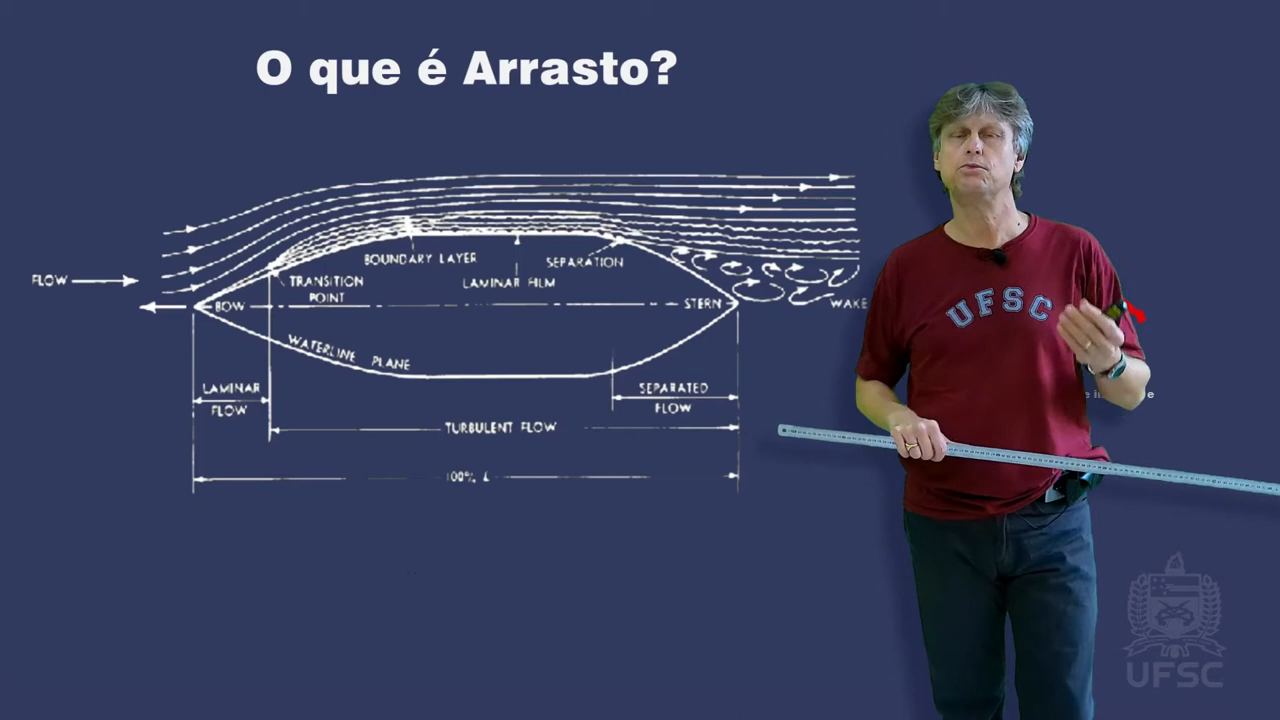 O que é Arrasto?
FLOW
BOW
TRANSITION
POINT
BOUNDARY LAYER
LAMINAR FILM
SEPARATION
STERN
WAKE
WATERLINE PLANE
LAMINAR
FLOW
SEPARATED
FLOW
TURBULENT FLOW
100%
UFSC
UFSC